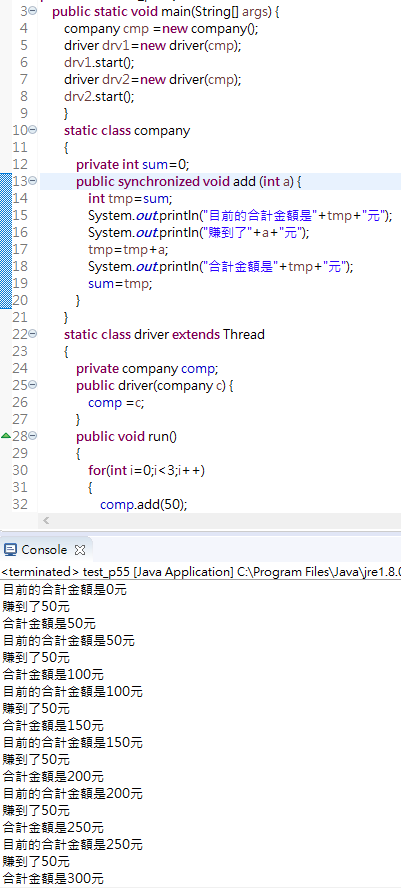 3 public static void main(String[] args) {
4 company cmp =new company();
5 driver drv1=new driver(cmp);
6 drv1.start();
7 driver drv2=new driver(cmp);
8 drv2.start();
9 }
10 static class company
11 {
12 private int sum=0;
13 public synchronized void add (int a) {
14 int tmp=sum;
15 System.out.println("目前的合計金額是"+tmp+"元");
16 System.out.println("賺到了"+a+"元");
17 tmp=tmp+a;
18 System.out.println("合計金額是"+tmp+"元");
19 sum=tmp;
20 }
21 }
22 static class driver extends Thread
23 {
24 private company comp;
25 public driver(company c) {
26 comp =c;
27 }
28 public void run()
29 {
30 for(int i=0;i<3;i++)
31 {
32 comp.add(50);
Console
<terminated> test_p55 [Java Application] C:\Program Files\Java\jre1.8.0
目前的合計金額是0元
賺到了50元
合計金額是50元
目前的合計金額是50元
賺到了50元
合計金額是100元
目前的合計金額是100元
賺到了50元
合計金額是150元
目前的合計金額是150元
賺到了50元
合計金額是200元
目前的合計金額是200元
賺到了50元
合計金額是250元
目前的合計金額是250元
賺到了50元
合計金額是300元